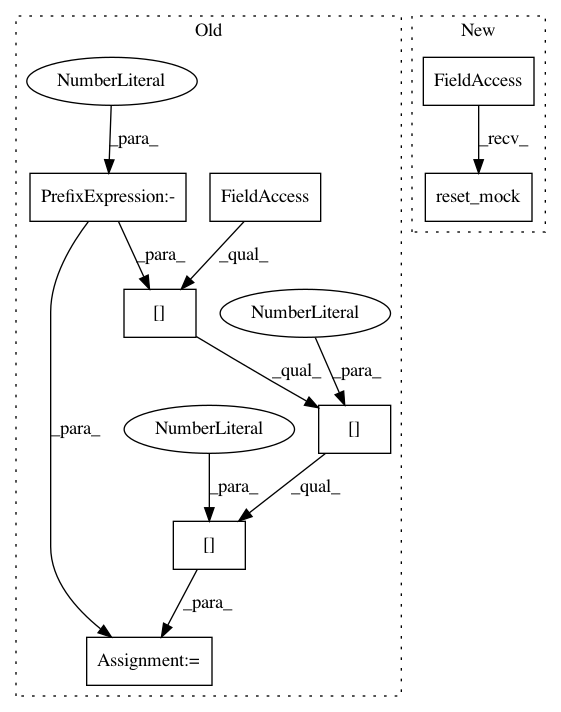 Old
New
NumberLiteral
FieldAccess
_para_
_recv_
PrefixExpression:-
FieldAccess
reset_mock
_para_
_qual_
[]
NumberLiteral
_qual_
_para_
_para_
NumberLiteral
[]
_para_
_qual_
[]
_para_
Assignment:=